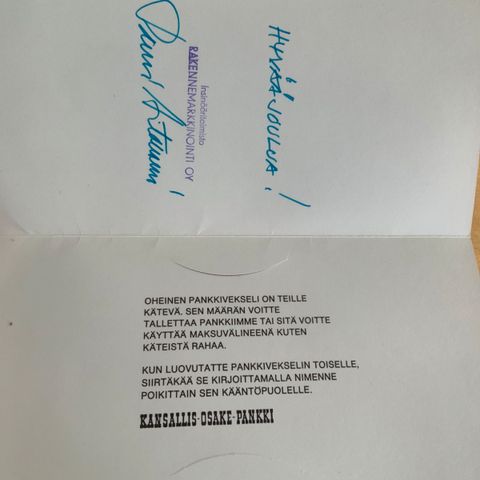 HYVÄÄ JOULUA!
Insinööritoimisto
RAKENNEMARKKINOINTI OY
OHEINEN PANKKIVEKSELI ON TEILLE
KÄTEVÄ. SEN MÄÄRÄN VOITTE
TALLETTAA PANKKIIMME TAI SITÄ VOITTE
KÄYTTÄÄ MAKSUVÄLINEENÄ KUTEN
KÄTEISTÄ RAHAA.
KUN LUOVUTATTE PANKKIVEKSELIN TOISELLE,
SIIRTÄKÄÄ SE KIRJOITTAMALLA NIMENNE
POIKITTAIN SEN KÄÄNTÖPUOLELLE.
KANSALLIS-OSAKE-PANKKI